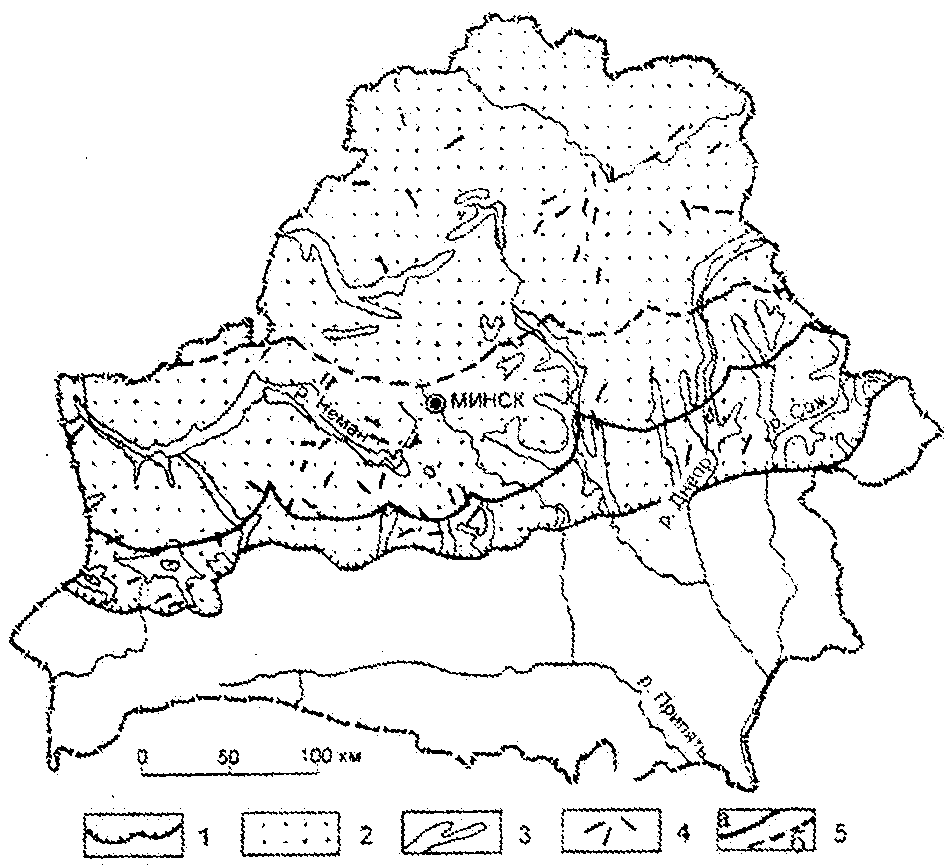 МИНСК
р. Неман
р. Сож
р. Днепр
р. Припять
0 50 100 км
1 2 3 4 а б 5